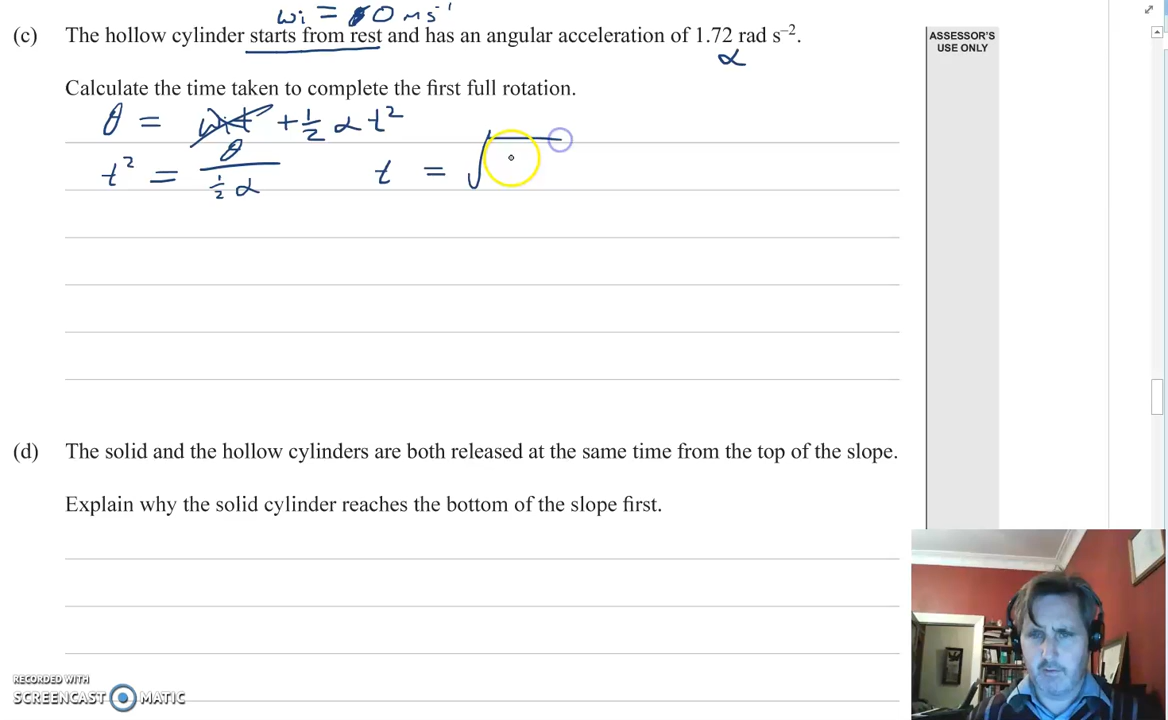 ωi = 0 ms⁻¹
(c) The hollow cylinder starts from rest and has an angular acceleration of 1.72 rad s⁻².
α
ASSESSOR'S
USE ONLY
Calculate the time taken to complete the first full rotation.
θ = ωit + ½ α t²
t² = θ / ½ α t = √
(d) The solid and the hollow cylinders are both released at the same time from the top of the slope.
Explain why the solid cylinder reaches the bottom of the slope first.
RECORDED WITH
SCREENCAST MATIC